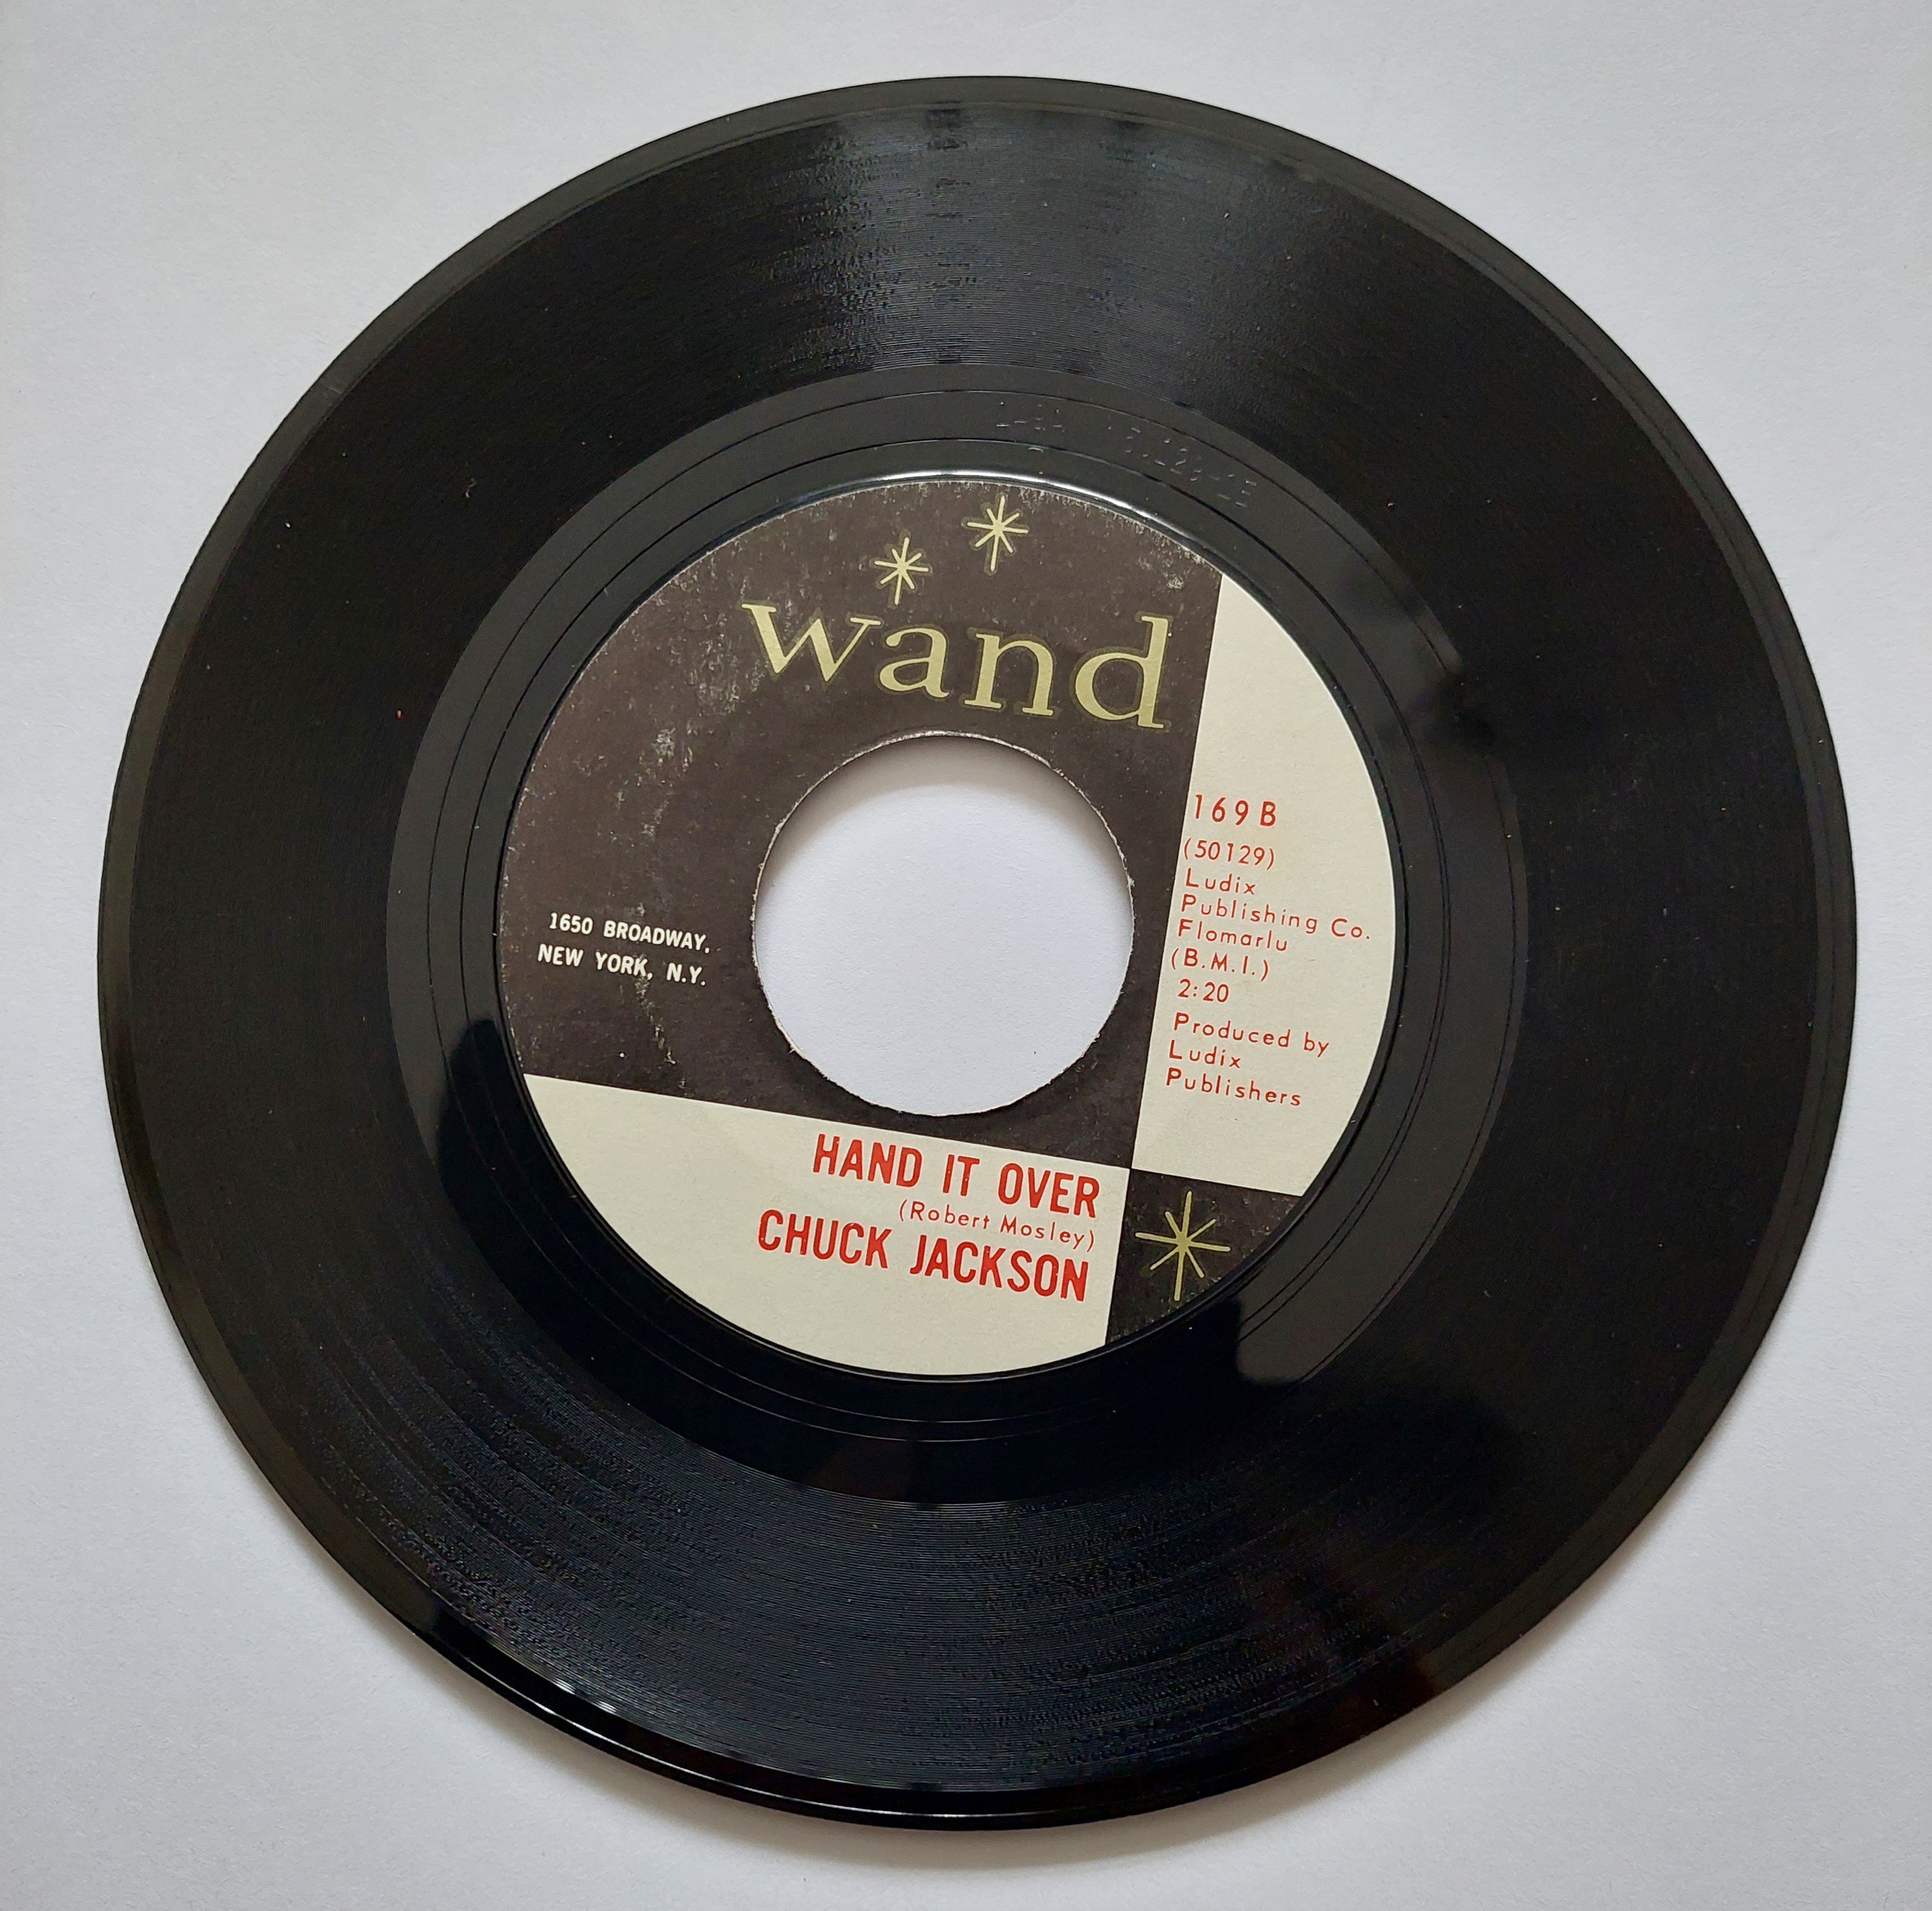 wand
1650 BROADWAY,
NEW YORK, N.Y.
169 B
(50129)
Ludix
Publishing Co.
Flomarlu
(B.M.I.)
2:20
Produced by
Ludix
Publishers
HAND IT OVER
(Robert Mosley)
CHUCK JACKSON